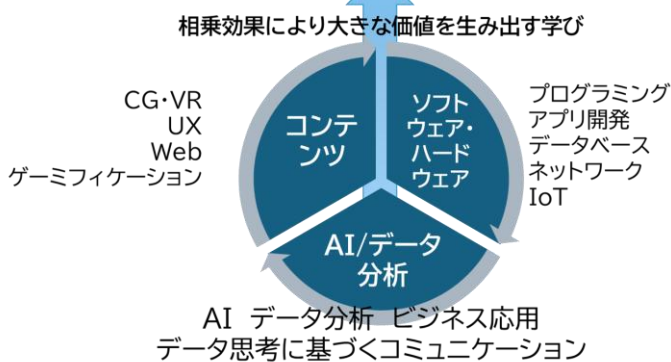 相乗効果により大きな価値を生み出す学び
CG・VR
UX
Web
ゲーミフィケーション
コンテ
ンツ
ソフト
ウェア・
ハード
ウェア
プログラミング
アプリ開発
データベース
ネットワーク
IoT
AI/データ
分析
AI データ分析 ビジネス応用
データ思考に基づくコミュニケーション